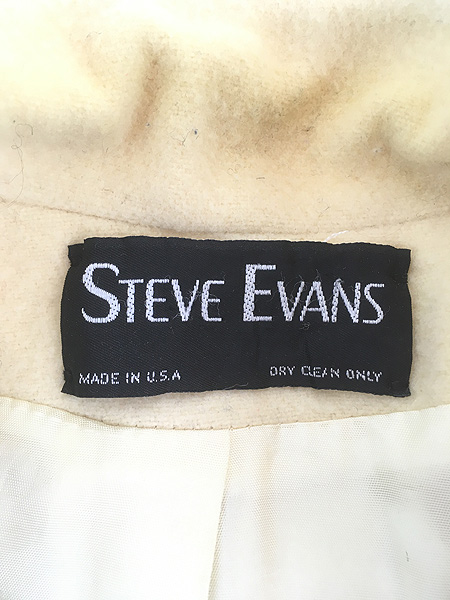 STEVE EVANS
MADE IN U.S.A DRY CLEAN ONLY